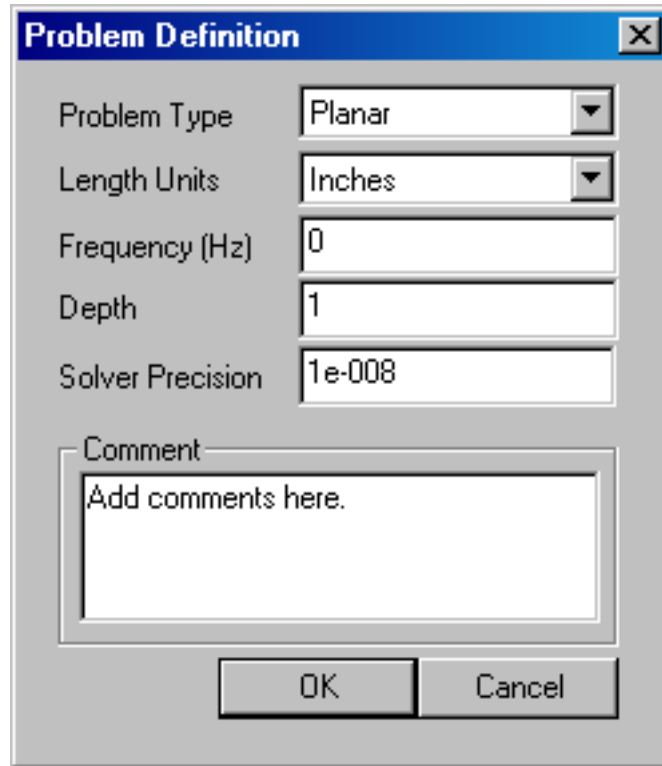 Problem Definition
Problem Type Planar
Length Units Inches
Frequency (Hz) 0
Depth 1
Solver Precision 1e-008
Comment
Add comments here.
OK Cancel